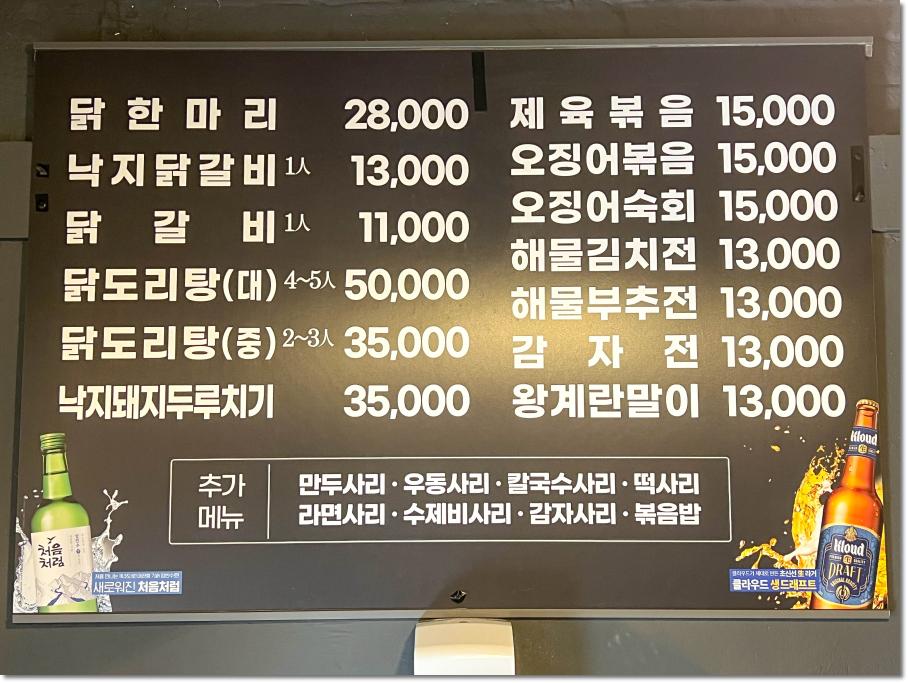 닭한마리 28,000
낙지닭갈비 1人 13,000
닭갈비 1人 11,000
닭도리탕(대) 4~5人 50,000
닭도리탕(중) 2~3人 35,000
낙지돼지두루치기 35,000
제육볶음 15,000
오징어볶음 15,000
오징어숙회 15,000
해물김치전 13,000
해물부추전 13,000
감자전 13,000
왕계란말이 13,000
추가
메뉴
만두사리 · 우동사리 · 칼국수사리 · 떡사리
라면사리 · 수제비사리 · 감자사리 · 볶음밥
처음
처럼
새로워진 처음처럼
Kloud
Kloud
DRAFT
클라우드 생드래프트